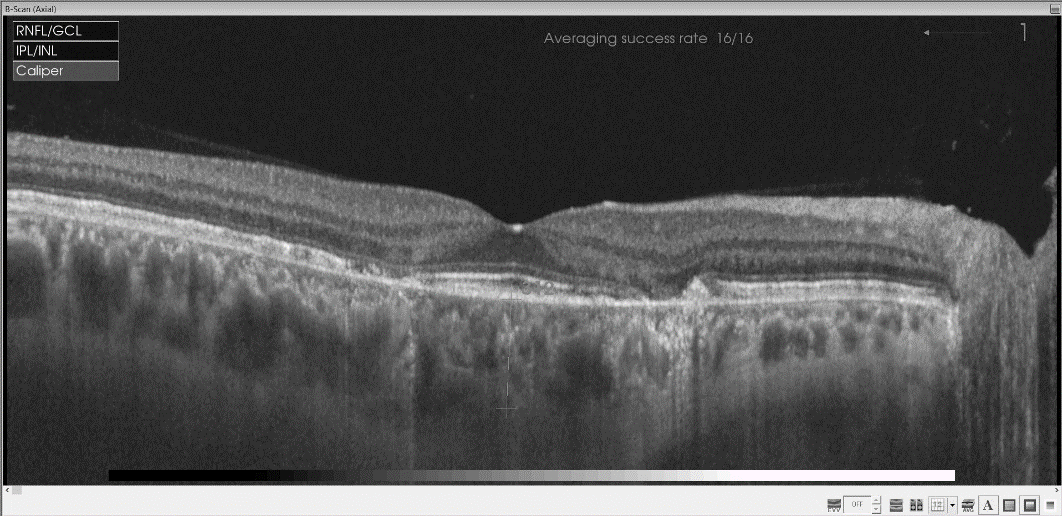 B-Scan (Axial)
RNFL/GCL
IPL/INL
Caliper
Averaging success rate 16/16
1
OFF
A